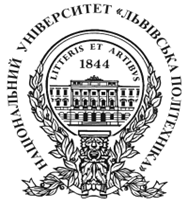 НАЦІОНАЛЬНИЙ УНІВЕРСИТЕТ «ЛЬВІВСЬКА ПОЛІТЕХНІКА»
LITTERIS ET ARTIBUS
1844